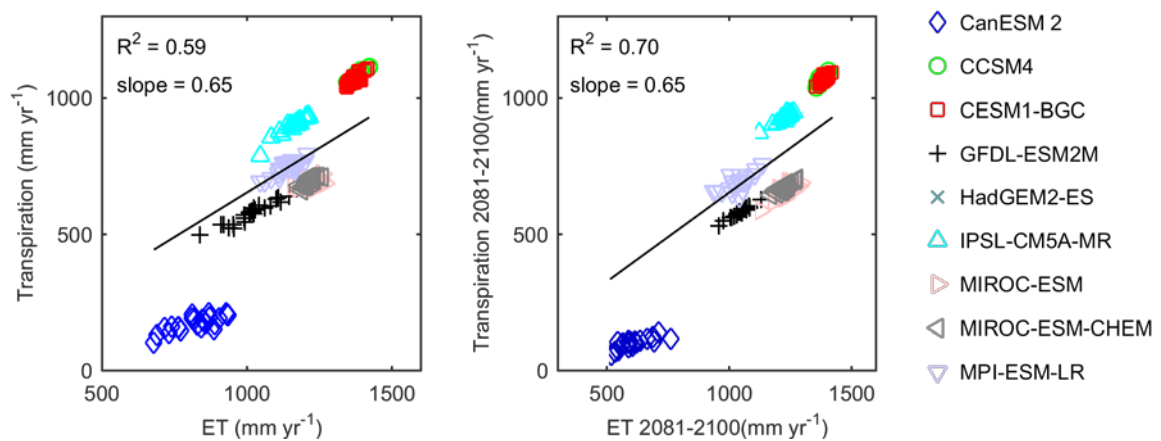 R² = 0.59
slope = 0.65
1000
500
0
500
1000
1500
Transpiration (mm yr⁻¹)
ET (mm yr⁻¹)
R² = 0.70
slope = 0.65
1000
500
0
500
1000
1500
Transpiration 2081-2100(mm yr⁻¹)
ET 2081-2100(mm yr⁻¹)
CanESM 2
CCSM4
CESM1-BGC
GFDL-ESM2M
HadGEM2-ES
IPSL-CM5A-MR
MIROC-ESM
MIROC-ESM-CHEM
MPI-ESM-LR